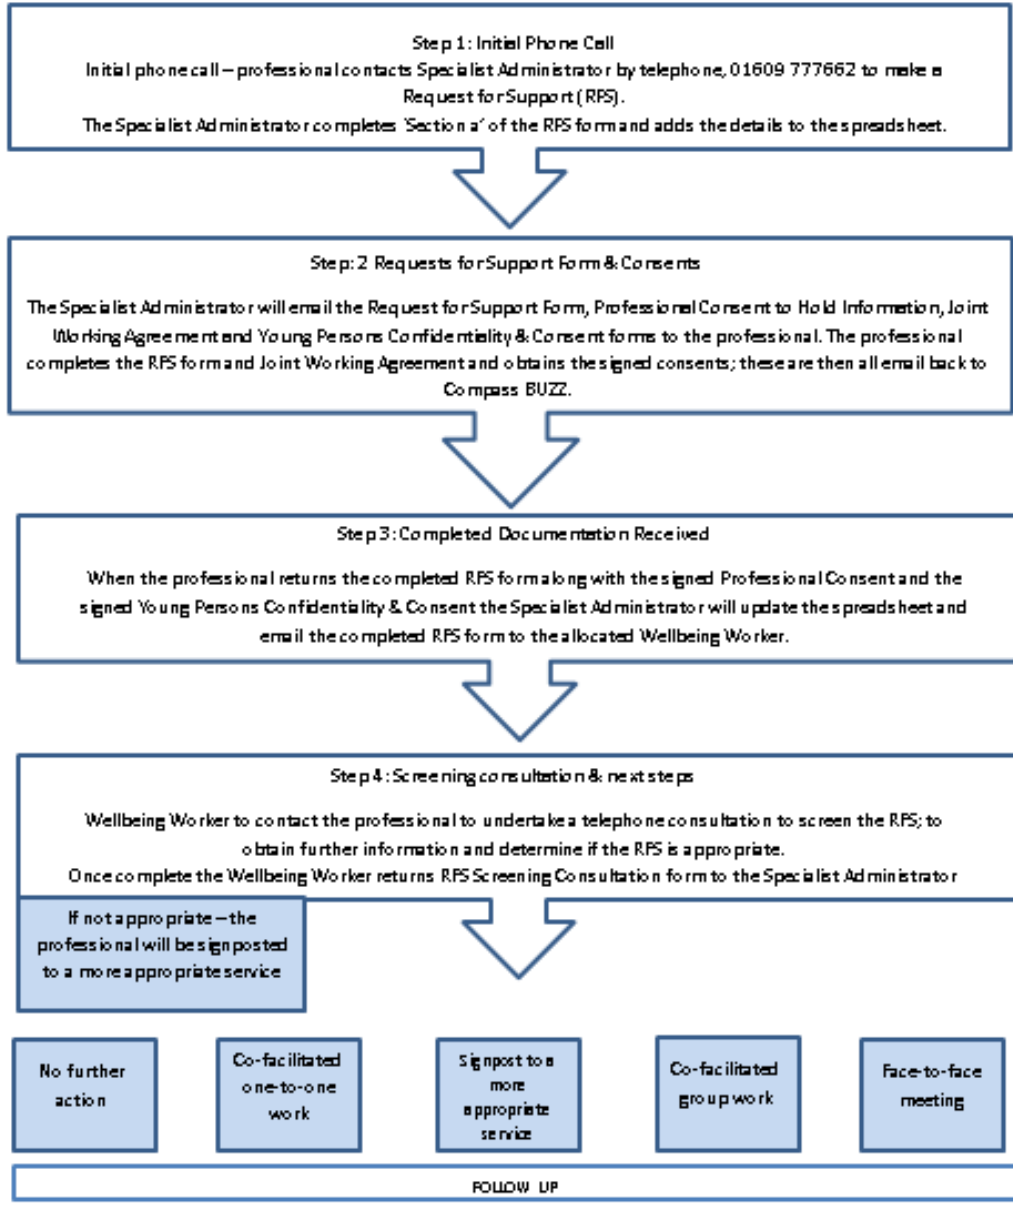 Step 1: Initial Phone Call
Initial phone call – professional contacts Specialist Administrator by telephone, 01609 777662 to make a
Request for Support (RFS).
The Specialist Administrator completes 'Section a' of the RFS form and adds the details to the spreadsheet.
Step: 2 Requests for Support Form & Consents
The Specialist Administrator will email the Request for Support Form, Professional Consent to Hold Information, Joint
Working Agreement and Young Persons Confidentiality & Consent forms to the professional. The professional
completes the RFS form and Joint Working Agreement and obtains the signed consents; these are then all email back to
Compass BUZZ.
Step 3: Completed Documentation Received
When the professional returns the completed RFS form along with the signed Professional Consent and the
signed Young Persons Confidentiality & Consent the Specialist Administrator will update the spreadsheet and
email the completed RFS form to the allocated Wellbeing Worker.
Step 4: Screening consultation & next steps
Wellbeing Worker to contact the professional to undertake a telephone consultation to screen the RFS; to
obtain further information and determine if the RFS is appropriate.
Once complete the Wellbeing Worker returns RFS Screening Consultation form to the Specialist Administrator
If not appropriate – the
professional will be signposted
to a more appropriate service
No further
action
Co-facilitated
one-to-one
work
Signpost to a
more
appropriate
service
Co-facilitated
group work
Face-to-face
meeting
FOLLOW UP